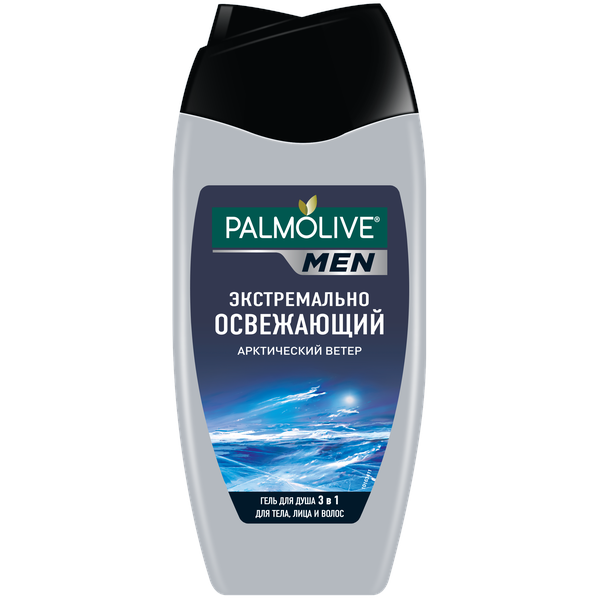 PALMOLIVE®
MEN
ЭКСТРЕМАЛЬНО
ОСВЕЖАЮЩИЙ
АРКТИЧЕСКИЙ ВЕТЕР
ГЕЛЬ ДЛЯ ДУША 3 в 1
ДЛЯ ТЕЛА, ЛИЦА И ВОЛОС